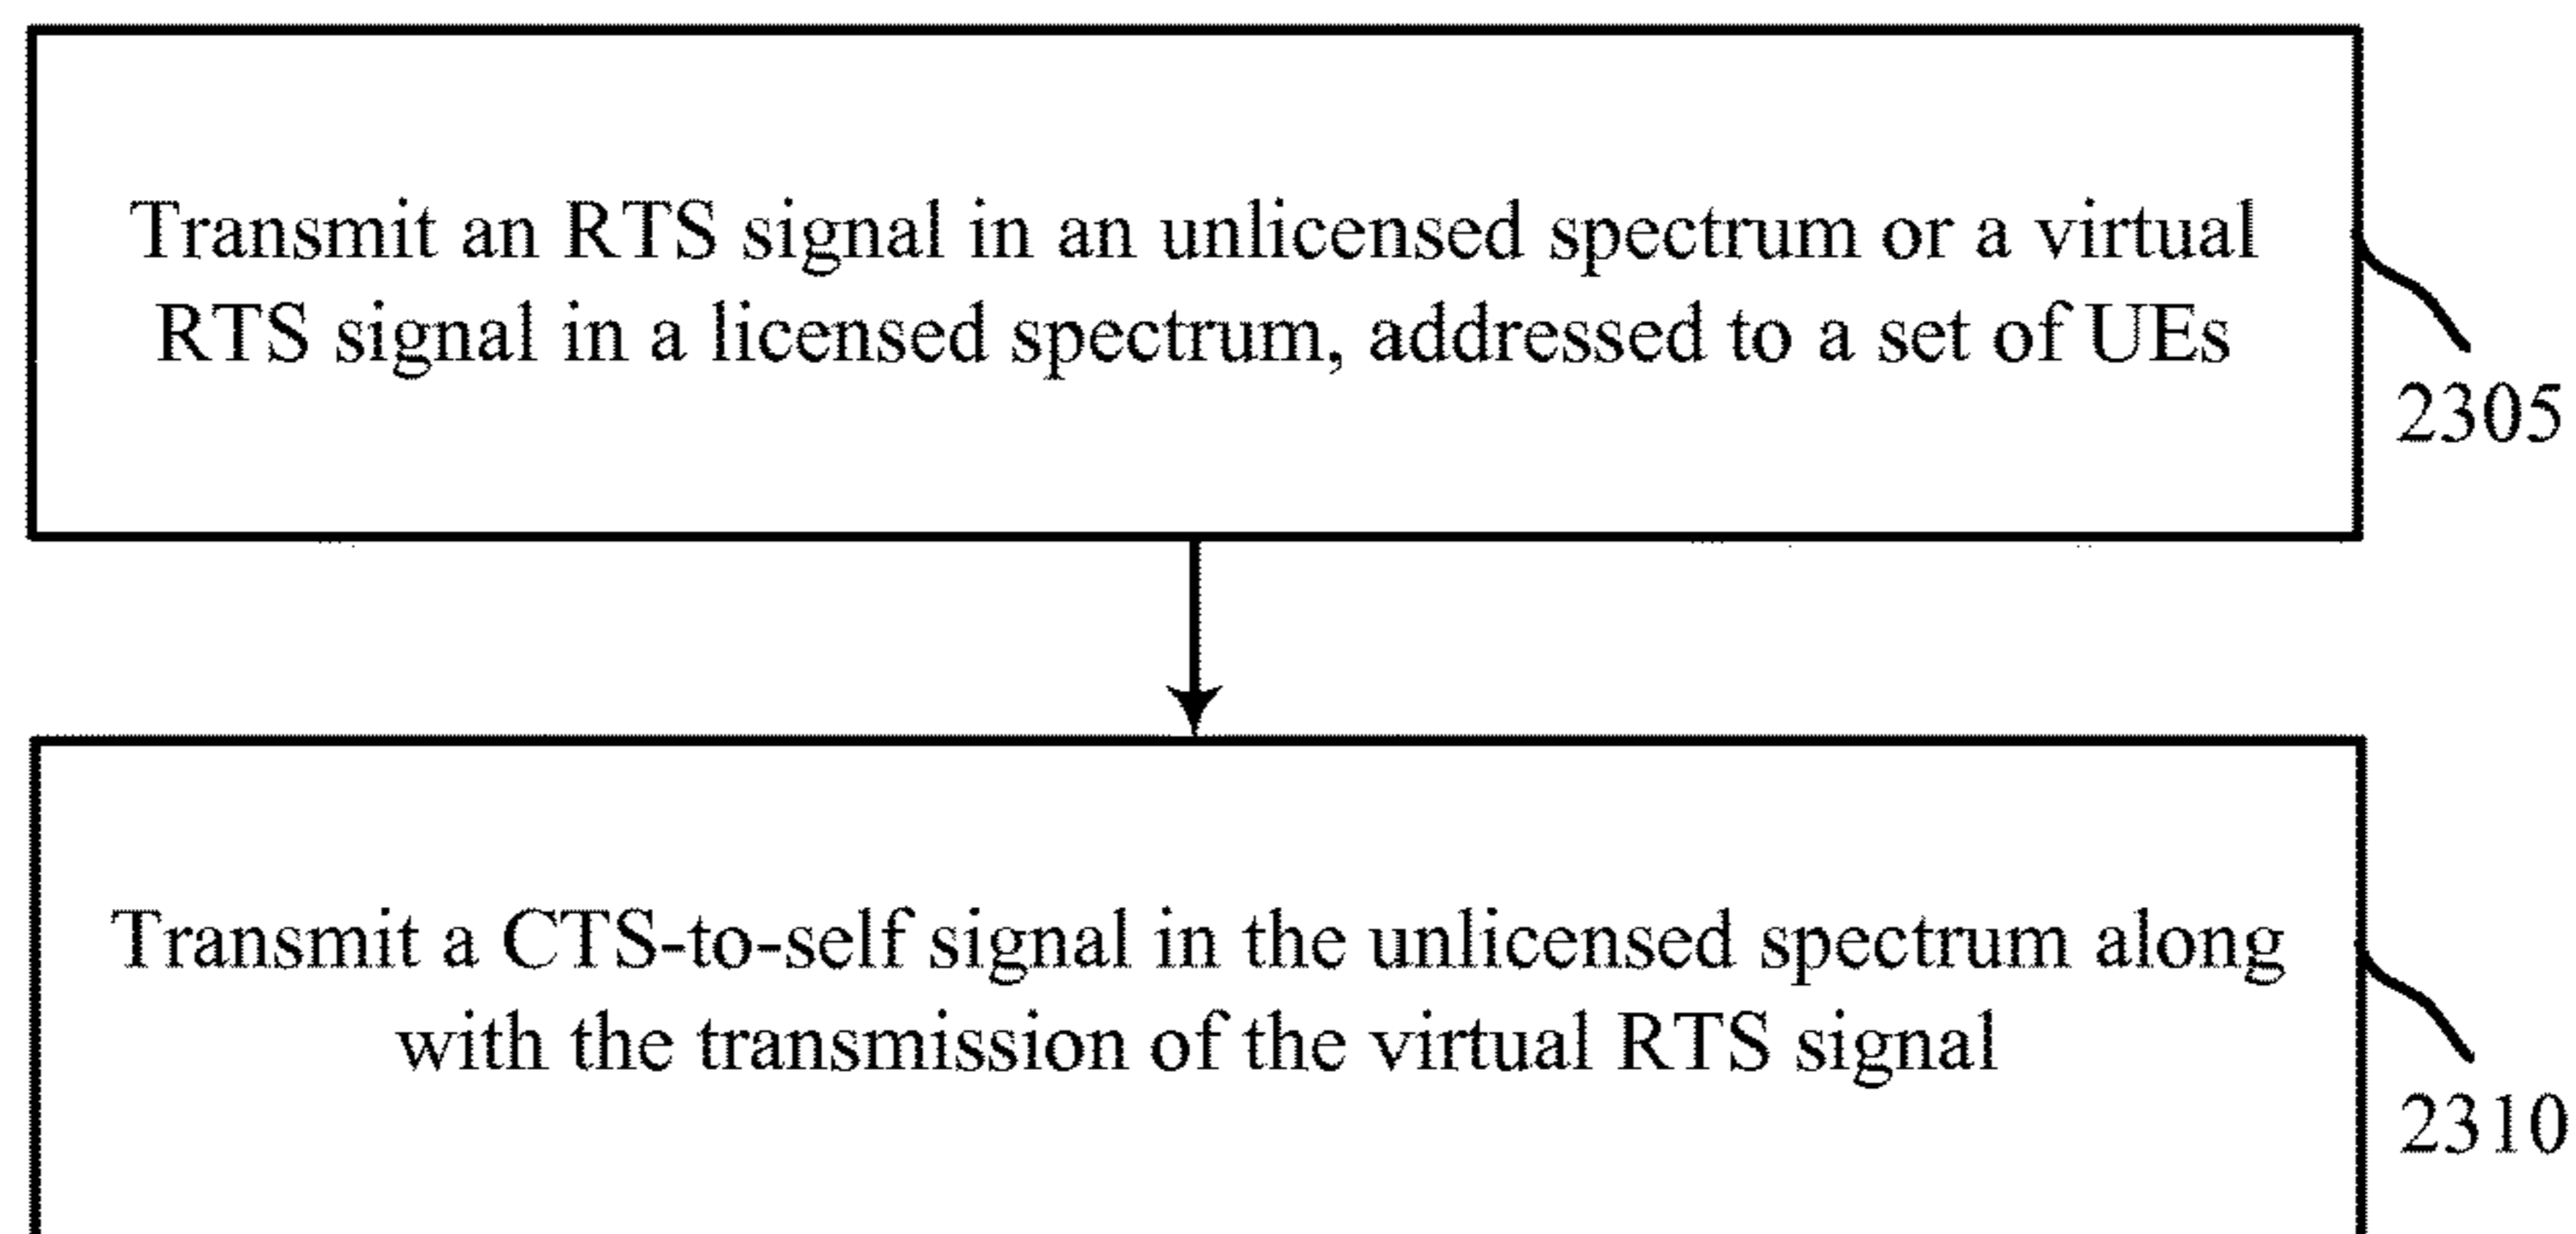 Transmit an RTS signal in an unlicensed spectrum or a virtual
RTS signal in a licensed spectrum, addressed to a set of UEs
2305
Transmit a CTS-to-self signal in the unlicensed spectrum along
with the transmission of the virtual RTS signal
2310